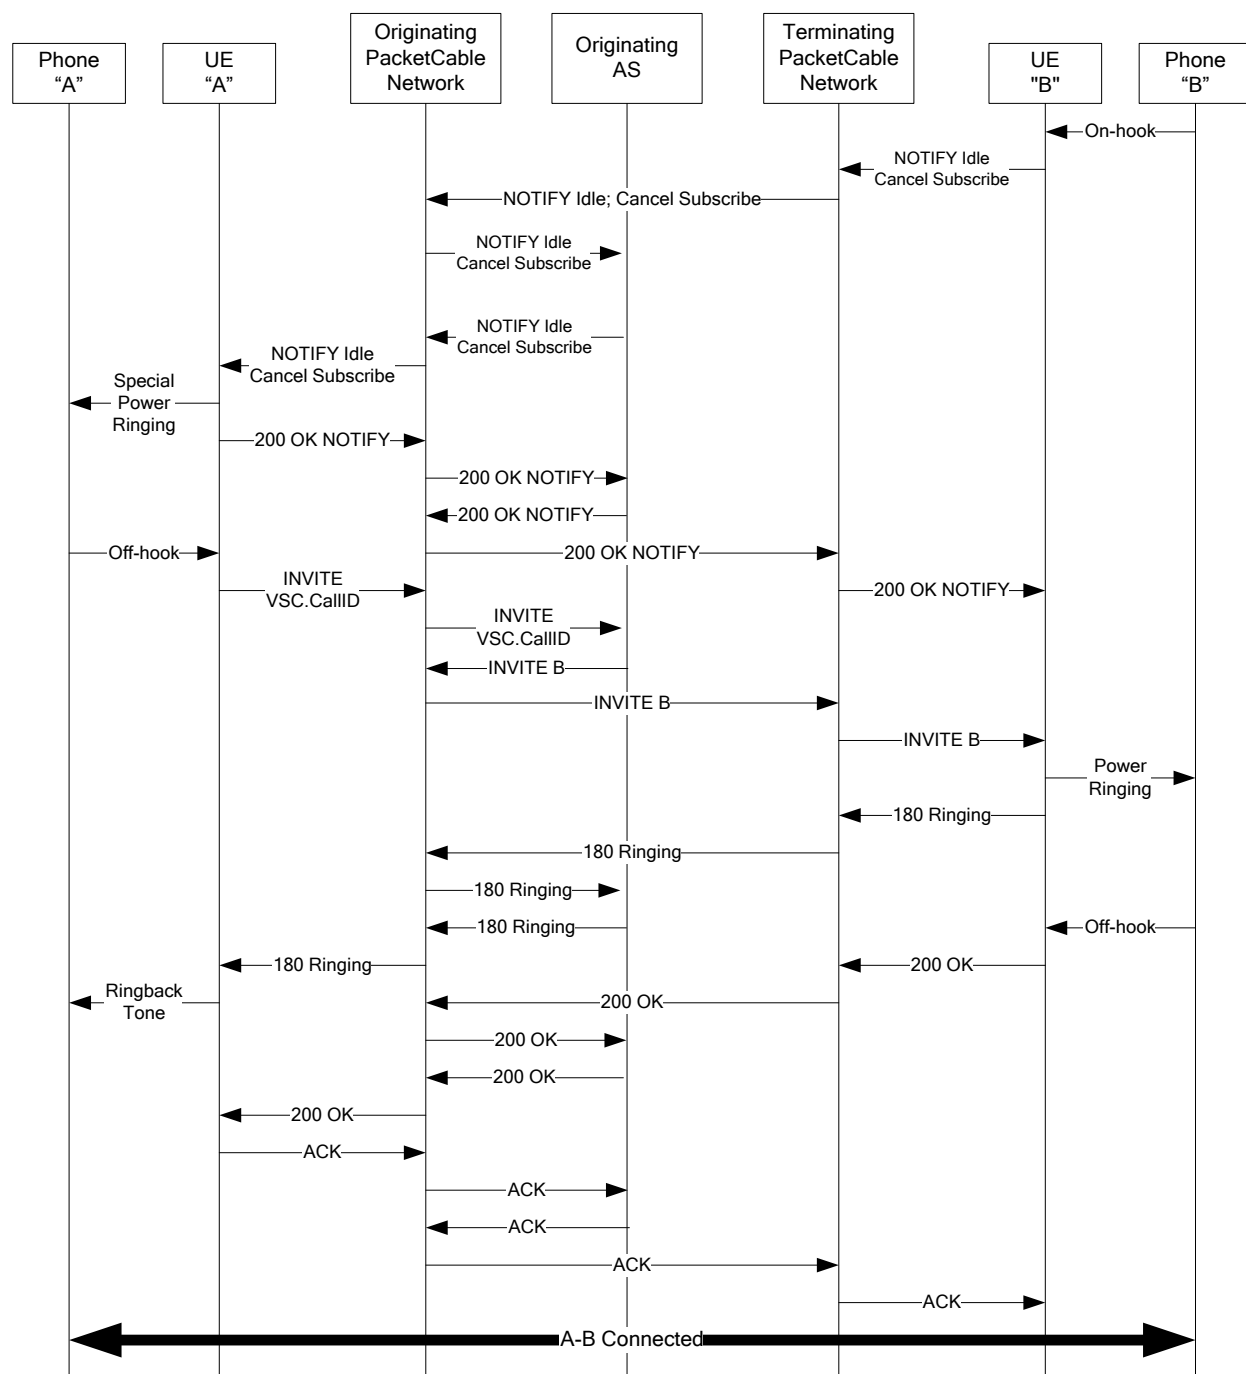 Phone
“A”
UE
“A”
Originating
PacketCable
Network
Originating
AS
Terminating
PacketCable
Network
UE
"B"
Phone
“B”
On-hook
NOTIFY Idle
Cancel Subscribe
NOTIFY Idle; Cancel Subscribe
NOTIFY Idle
Cancel Subscribe
NOTIFY Idle
Cancel Subscribe
NOTIFY Idle
Cancel Subscribe
Special
Power
Ringing
200 OK NOTIFY
200 OK NOTIFY
200 OK NOTIFY
Off-hook
200 OK NOTIFY
INVITE
VSC.CallID
200 OK NOTIFY
INVITE
VSC.CallID
INVITE B
INVITE B
INVITE B
Power
Ringing
180 Ringing
180 Ringing
180 Ringing
180 Ringing
Off-hook
180 Ringing
200 OK
Ringback
Tone
200 OK
200 OK
200 OK
200 OK
ACK
ACK
ACK
ACK
ACK
A-B Connected